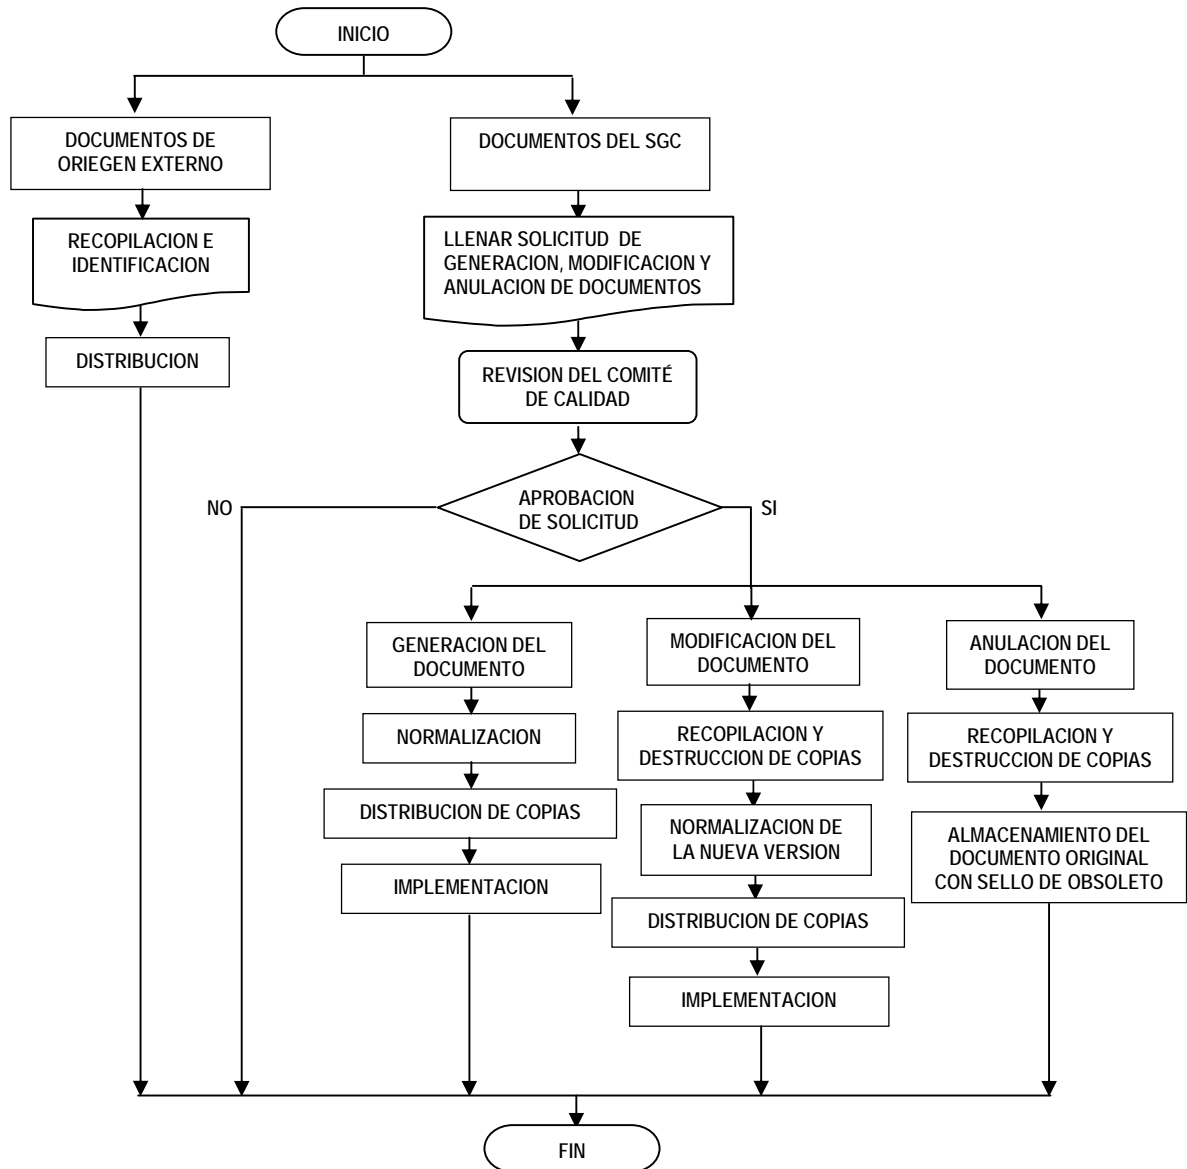 INICIO
DOCUMENTOS DE
ORIEGEN EXTERNO
DOCUMENTOS DEL SGC
RECOPILACION E
IDENTIFICACION
LLENAR SOLICITUD DE
GENERACION, MODIFICACION Y
ANULACION DE DOCUMENTOS
DISTRIBUCION
REVISION DEL COMITÉ
DE CALIDAD
NO
APROBACION
DE SOLICITUD
SI
GENERACION DEL
DOCUMENTO
MODIFICACION DEL
DOCUMENTO
ANULACION DEL
DOCUMENTO
NORMALIZACION
RECOPILACION Y
DESTRUCCION DE COPIAS
RECOPILACION Y
DESTRUCCION DE COPIAS
DISTRIBUCION DE COPIAS
NORMALIZACION DE
LA NUEVA VERSION
ALMACENAMIENTO DEL
DOCUMENTO ORIGINAL
CON SELLO DE OBSOLETO
IMPLEMENTACION
DISTRIBUCION DE COPIAS
IMPLEMENTACION
FIN